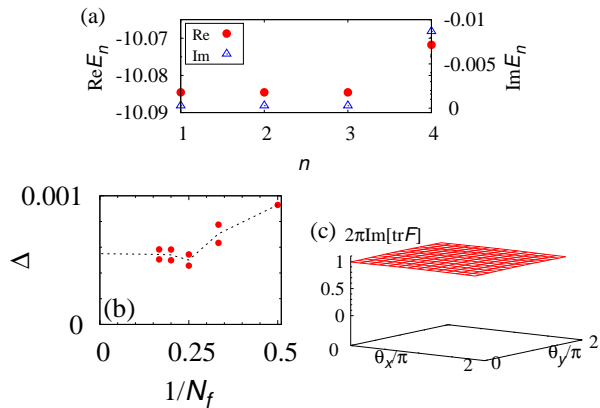 (a)
-10.07
-10.08
-10.09
ReE_n
Re
Im
-0.01
-0.005
0
ImE_n
1
2
3
4
n
0.001
Δ
0
(b)
0
0.25
0.5
1/N_f
(c)
2πIm[trF]
1
0.5
0
0
θ_x/π
2
0
θ_y/π
2